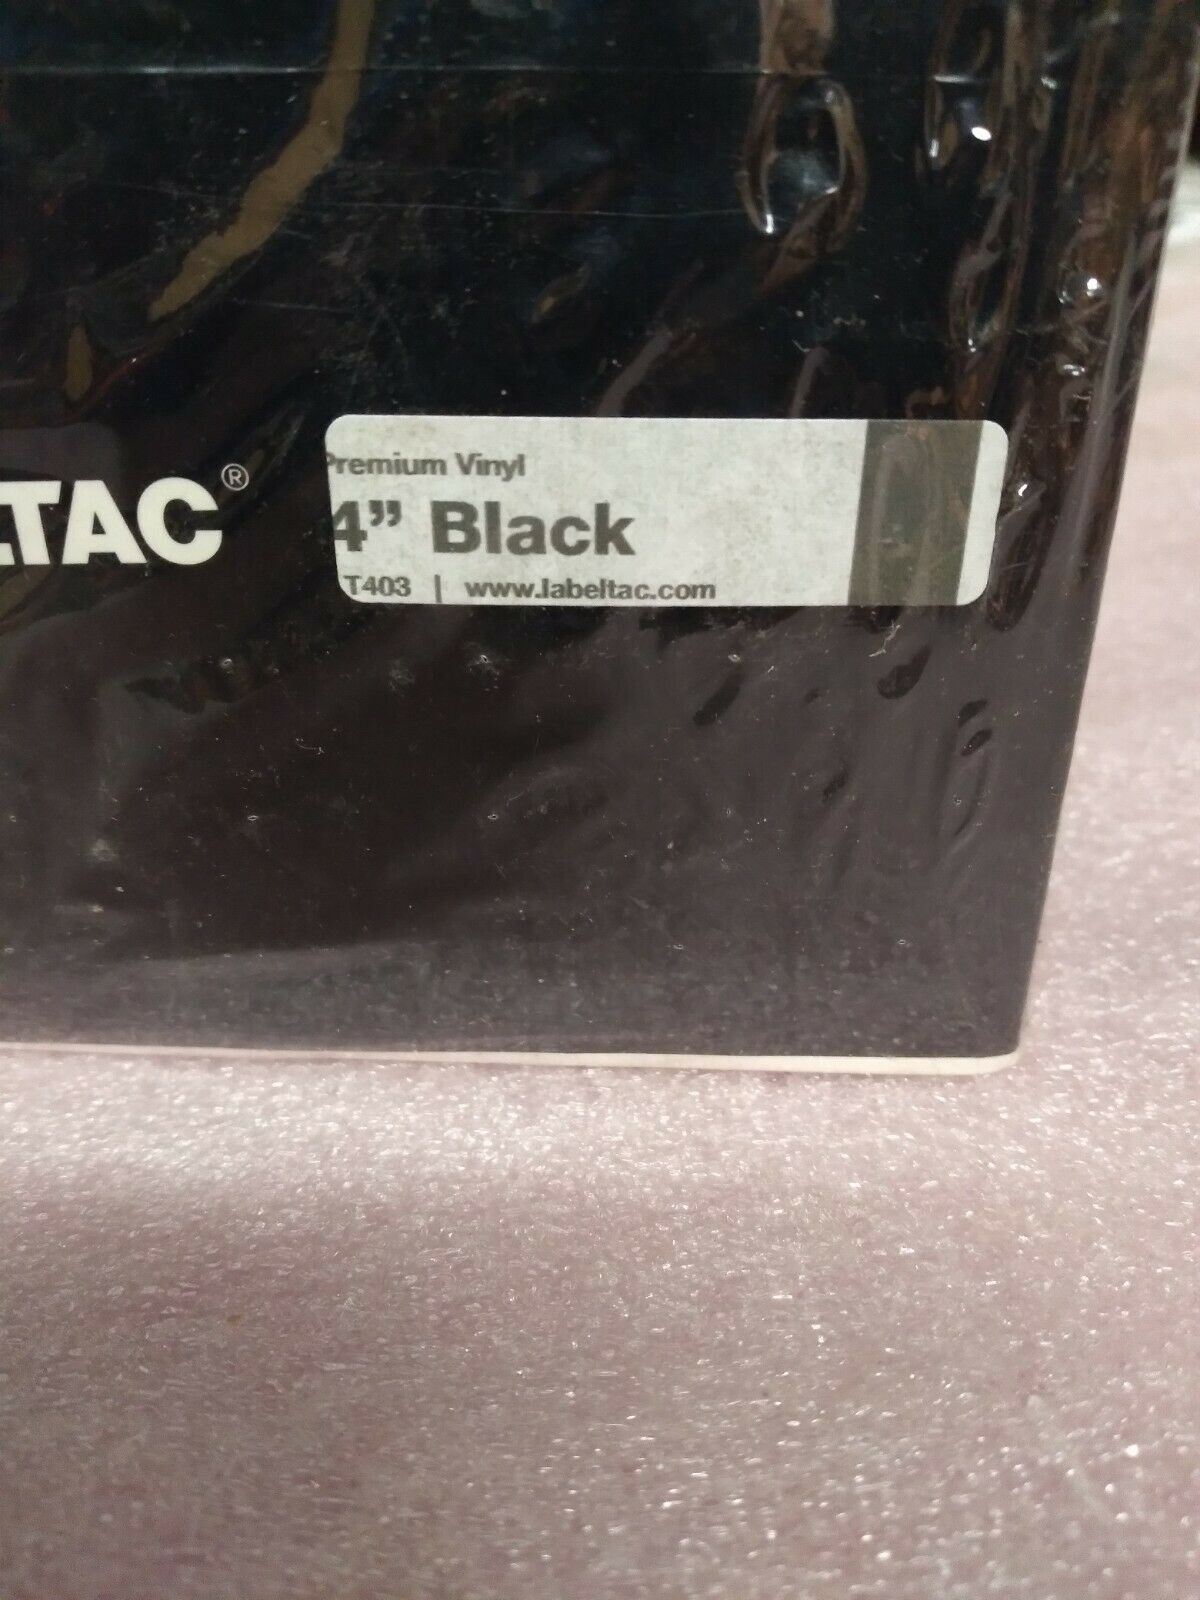 LTAC®
Premium Vinyl
4” Black
T403 | www.labeltac.com